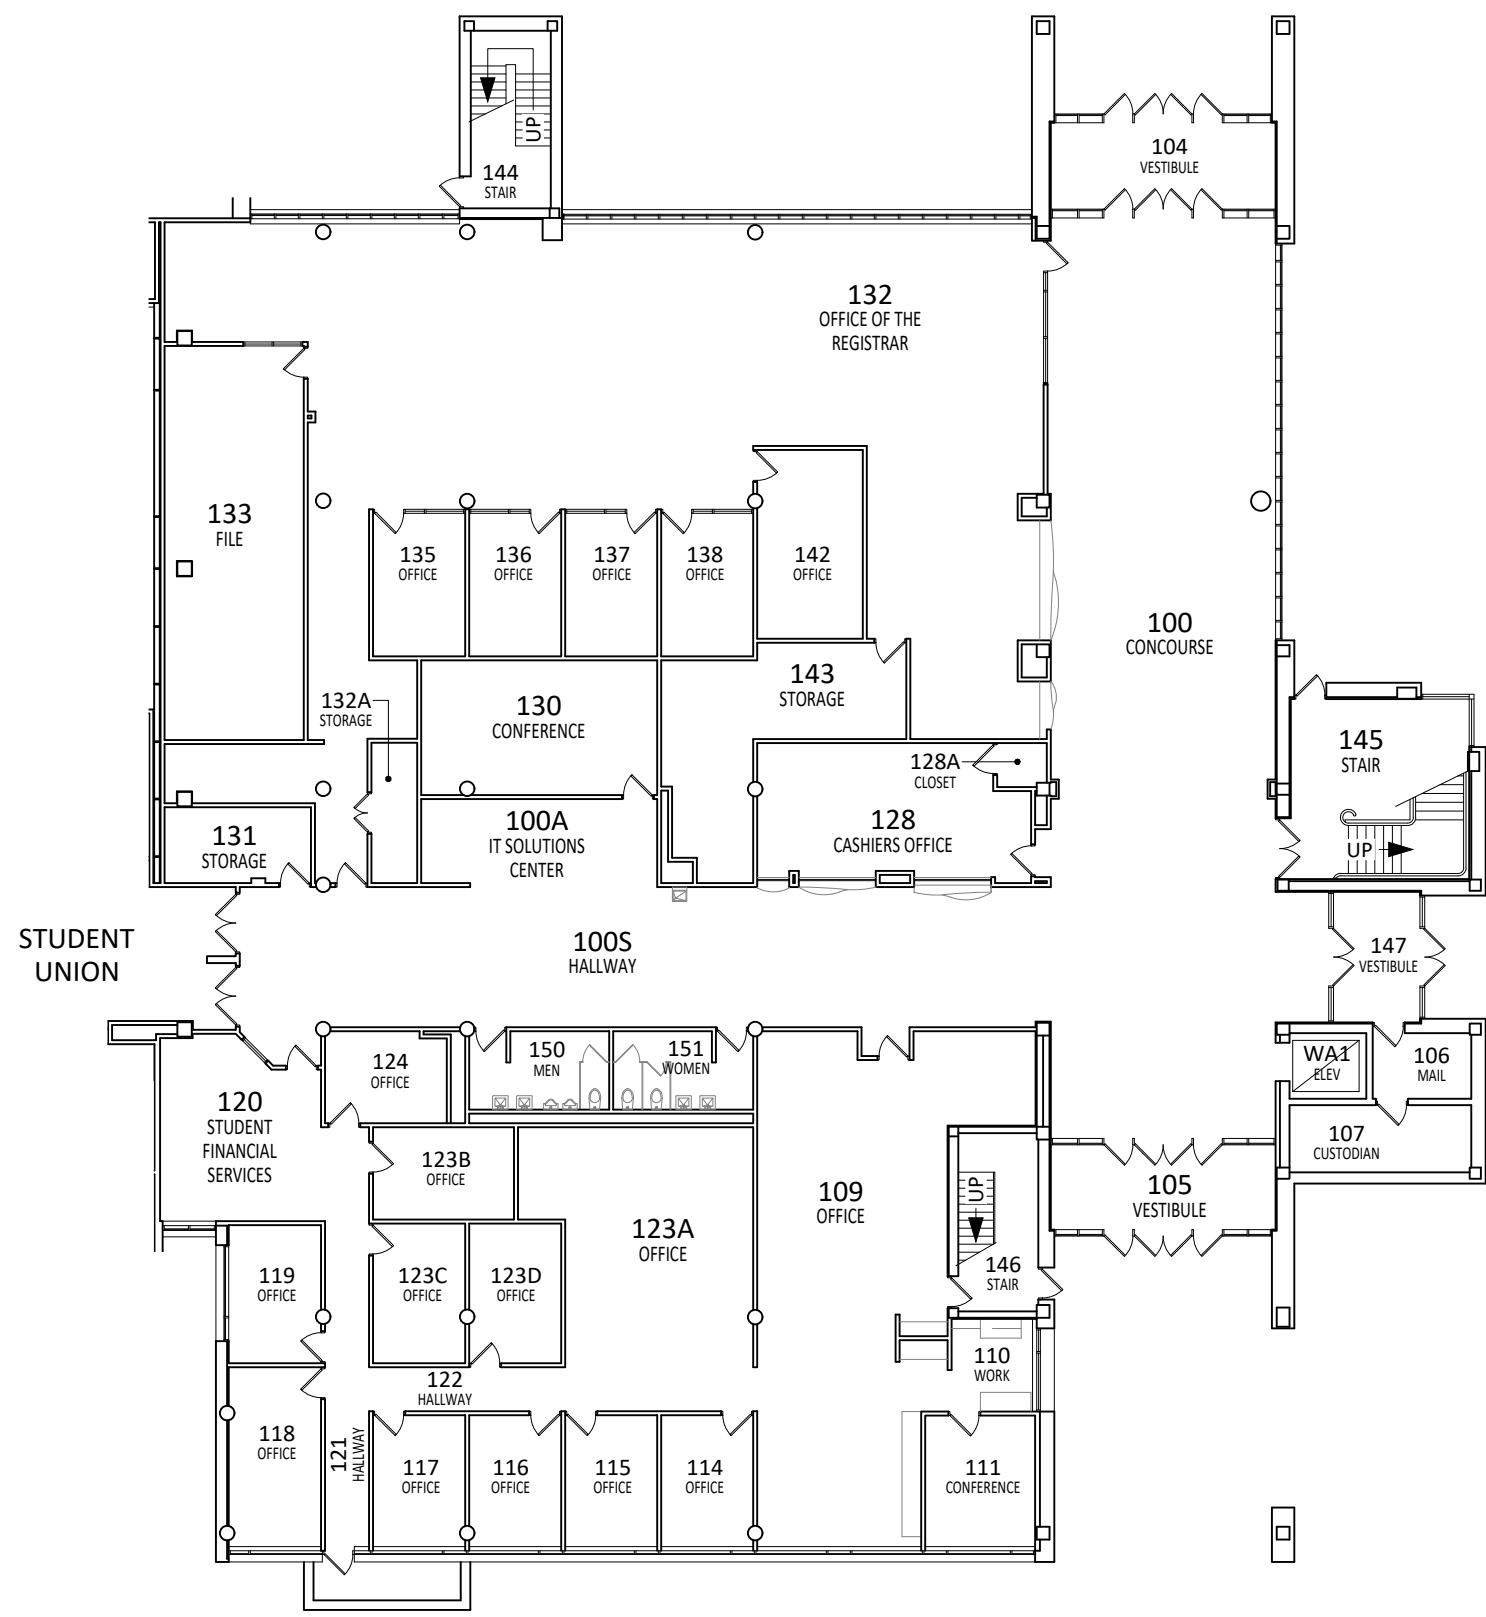 UP
144
STAIR
104
VESTIBULE
132
OFFICE OF THE
REGISTRAR
133
FILE
135
OFFICE
136
OFFICE
137
OFFICE
138
OFFICE
142
OFFICE
100
CONCOURSE
143
STORAGE
132A
STORAGE
130
CONFERENCE
145
STAIR
UP
128A
CLOSET
128
CASHIERS OFFICE
100A
IT SOLUTIONS
CENTER
131
STORAGE
STUDENT
UNION
100S
HALLWAY
147
VESTIBULE
124
OFFICE
150
MEN
151
WOMEN
WA1
ELEV
106
MAIL
120
STUDENT
FINANCIAL
SERVICES
107
CUSTODIAN
123B
OFFICE
109
OFFICE
UP
105
VESTIBULE
123A
OFFICE
119
OFFICE
123C
OFFICE
123D
OFFICE
146
STAIR
110
WORK
122
HALLWAY
118
OFFICE
121
HALLWAY
117
OFFICE
116
OFFICE
115
OFFICE
114
OFFICE
111
CONFERENCE